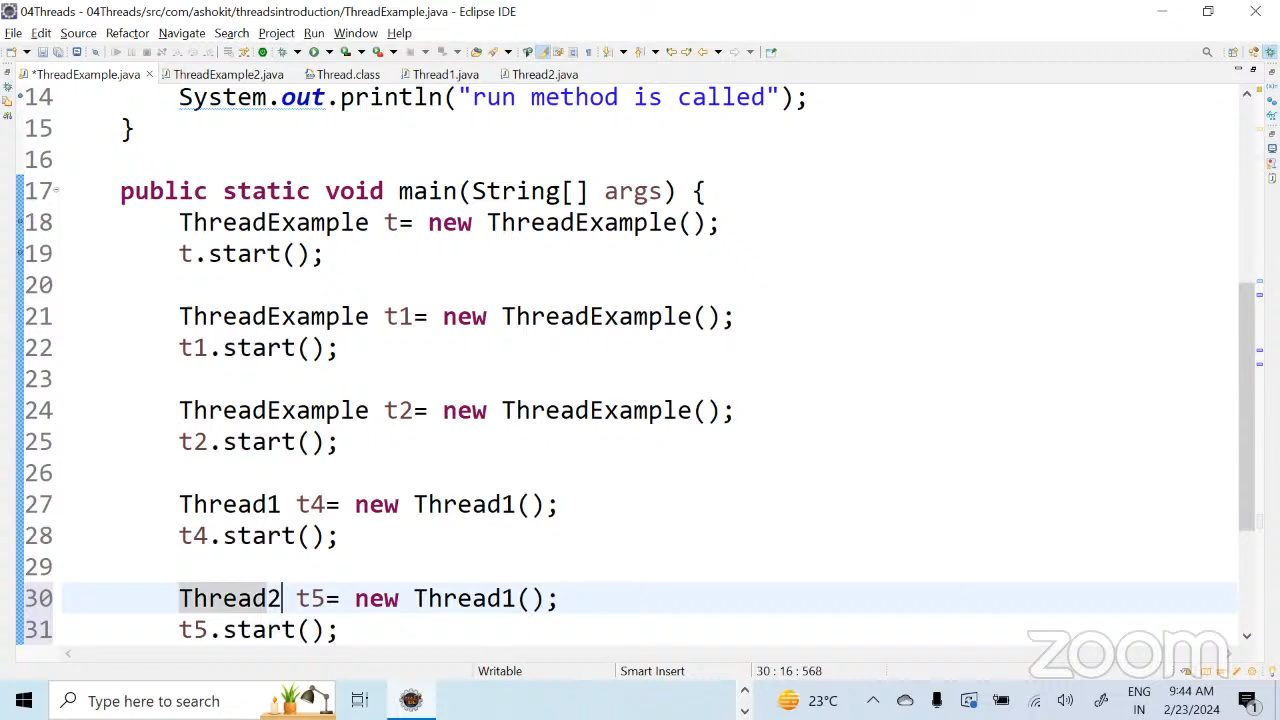 04Threads - 04Threads/src/com/ashokit/threadsintroduction/ThreadExample.java - Eclipse IDE
File Edit Source Refactor Navigate Search Project Run Window Help
*ThreadExample.java ThreadExample2.java Thread.class Thread1.java Thread2.java
14 System.out.println("run method is called");
15 }
16
17 public static void main(String[] args) {
18 ThreadExample t= new ThreadExample();
19 t.start();
20
21 ThreadExample t1= new ThreadExample();
22 t1.start();
23
24 ThreadExample t2= new ThreadExample();
25 t2.start();
26
27 Thread1 t4= new Thread1();
28 t4.start();
29
30 Thread2 t5= new Thread1();
31 t5.start();
zoom
Writable Smart Insert 30 : 16 : 568
Type here to search
23°C
ENG
IN
9:44 AM
2/23/2024
1